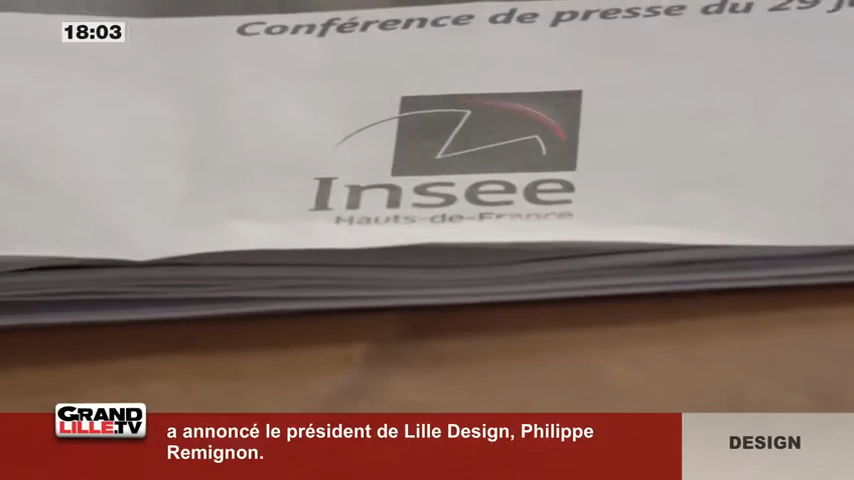 18:03
Conférence de presse du 29
Insee
Hauts-de-France
GRAND
LILLE.TV
a annoncé le président de Lille Design, Philippe
Remignon.
DESIGN